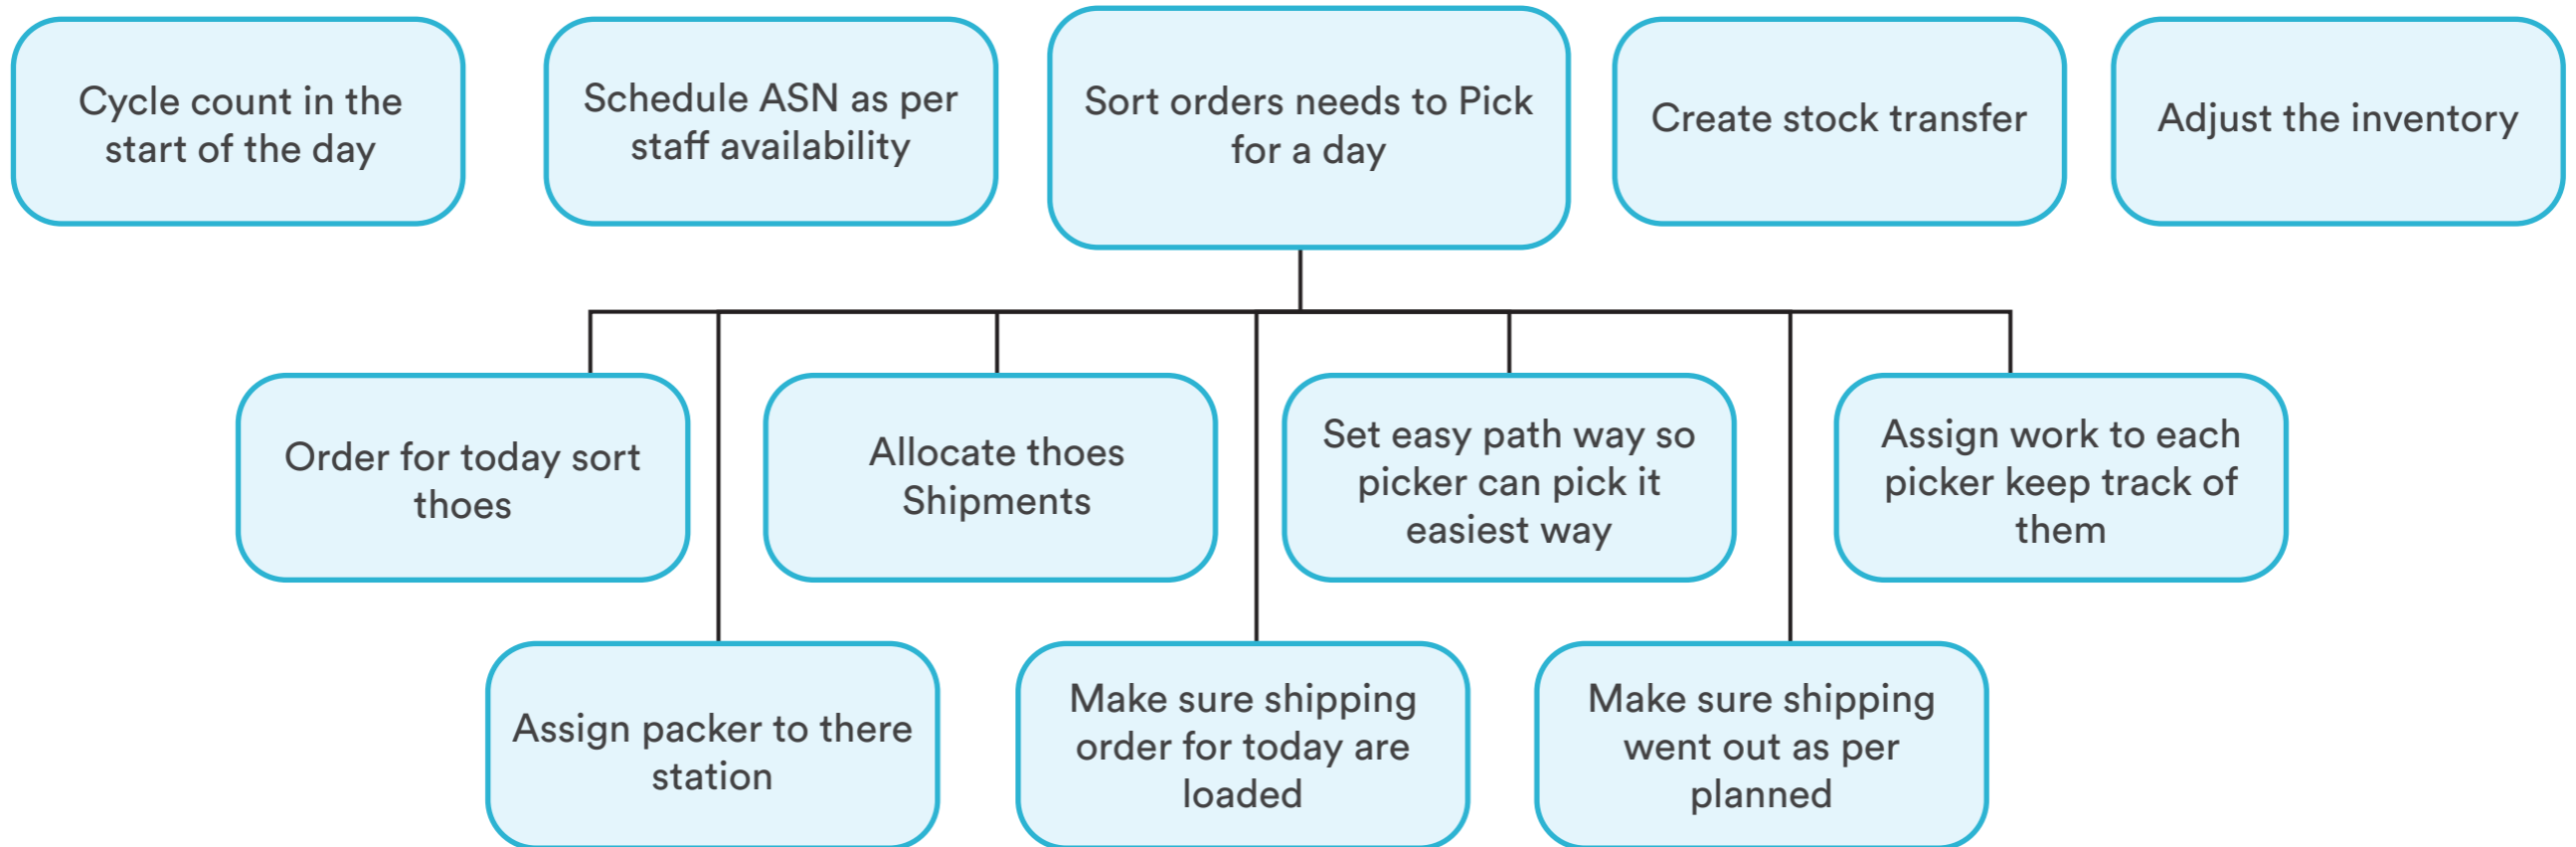 Cycle count in the
start of the day
Schedule ASN as per
staff availability
Sort orders needs to Pick
for a day
Create stock transfer
Adjust the inventory
Order for today sort
thoes
Allocate thoes
Shipments
Set easy path way so
picker can pick it
easiest way
Assign work to each
picker keep track of
them
Assign packer to there
station
Make sure shipping
order for today are
loaded
Make sure shipping
went out as per
planned